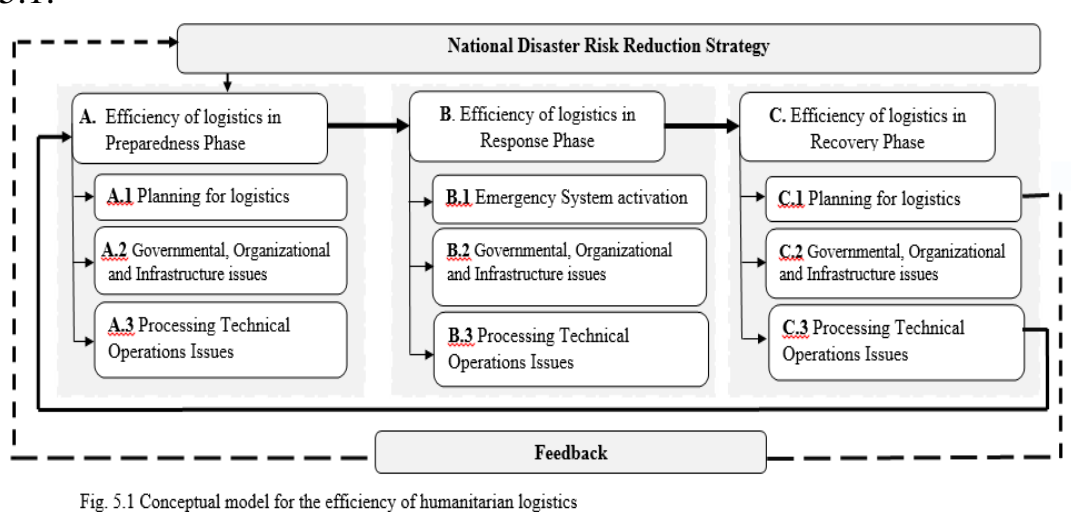 5.1.
National Disaster Risk Reduction Strategy
A. Efficiency of logistics in
Preparedness Phase
A.1 Planning for logistics
A.2 Governmental, Organizational
and Infrastructure issues
A.3 Processing Technical
Operations Issues
B. Efficiency of logistics in
Response Phase
B.1 Emergency System activation
B.2 Governmental, Organizational
and Infrastructure issues
B.3 Processing Technical
Operations Issues
C. Efficiency of logistics in
Recovery Phase
C.1 Planning for logistics
C.2 Governmental, Organizational
and Infrastructure issues
C.3 Processing Technical
Operations Issues
Feedback
Fig. 5.1 Conceptual model for the efficiency of humanitarian logistics